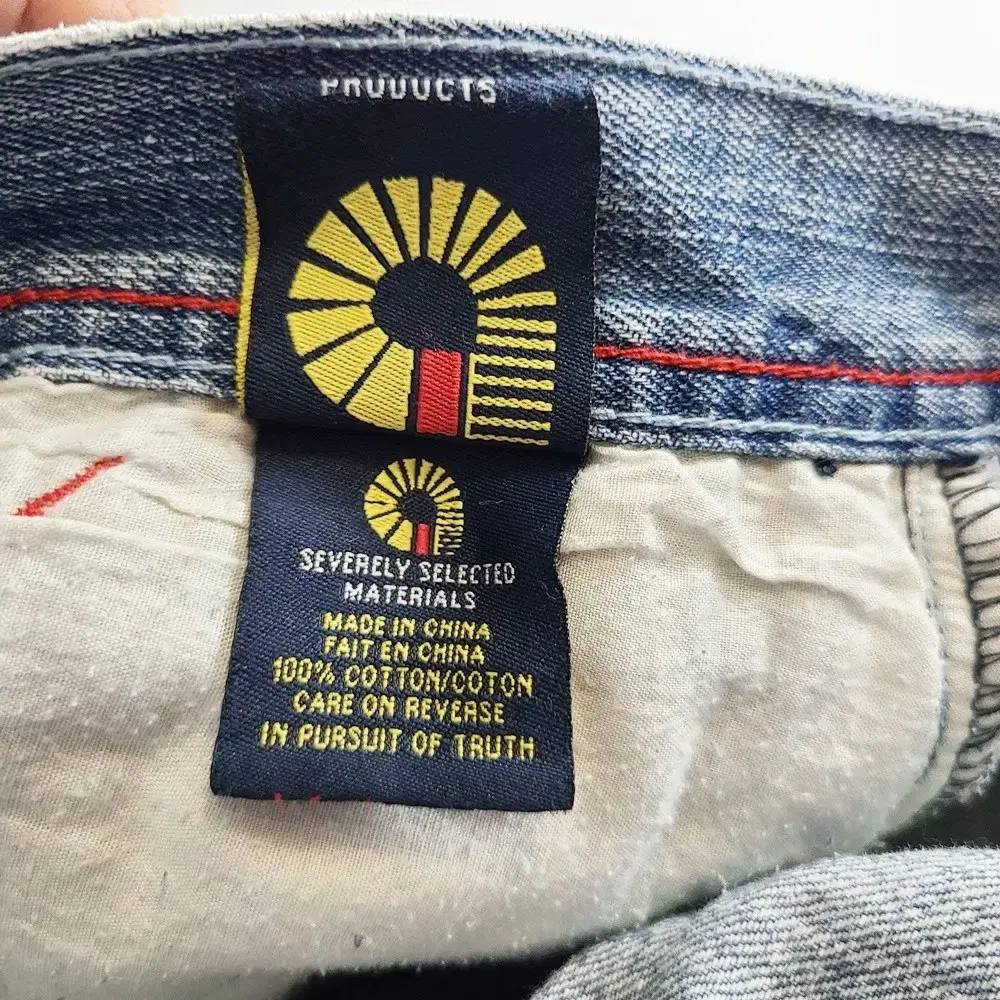 PRODUCTS
SEVERELY SELECTED
MATERIALS
MADE IN CHINA
FAIT EN CHINA
100% COTTON/COTON
CARE ON REVERSE
IN PURSUIT OF TRUTH